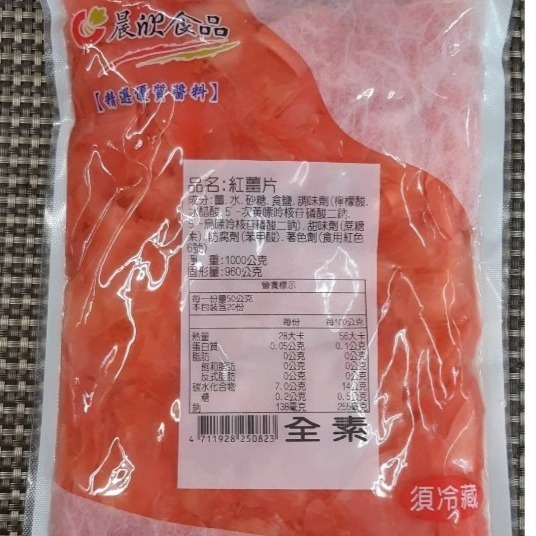 晨欣食品
【精選優質醬料】
品名:紅薑片
成分:薑.水.砂糖.食鹽.調味劑(檸檬酸.
冰醋酸.5-次黃嘌呤核苷磷酸二鈉.
5-鳥嘌呤核苷磷酸二鈉).甜味劑(蔗糖
素).防腐劑(苯甲酸).著色劑(食用紅色
6號)
淨 重:1000公克
固形量:960公克
營養標示
每一份量50公克
本包裝含20份
每份 每100公克
熱量 28大卡 56大卡
蛋白質 0.05公克 0.1公克
脂肪 0公克 0公克
飽和脂肪 0公克 0公克
反式脂肪 0公克 0公克
碳水化合物 7.0公克 14公克
糖 0.2公克 0.5公克
鈉 138毫克 255毫克
4 711928 250823
全素
須冷藏